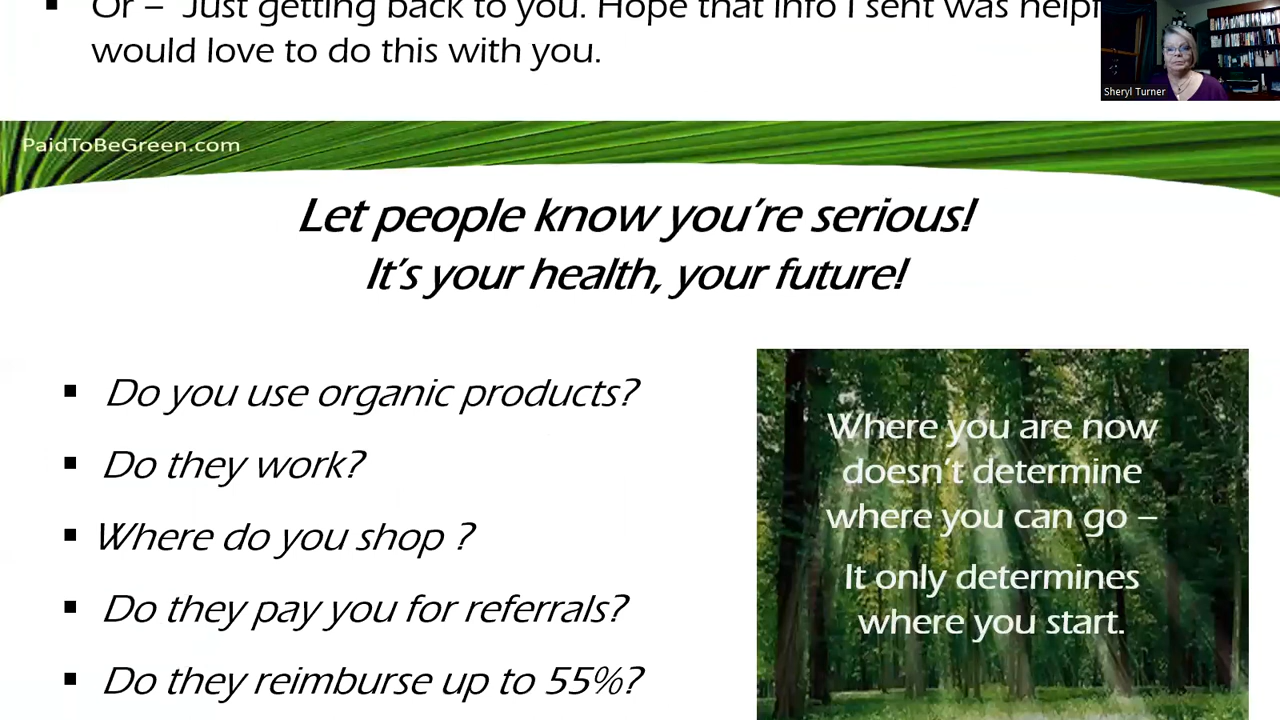 Or – Just getting back to you. Hope that info I sent was
would love to do this with you.
Sheryl Turner
PaidToBeGreen.com
Let people know you're serious!
It's your health, your future!
Do you use organic products?
Do they work?
Where do you shop ?
Do they pay you for referrals?
Do they reimburse up to 55%?
Where you are now
doesn't determine
where you can go –
It only determines
where you start.